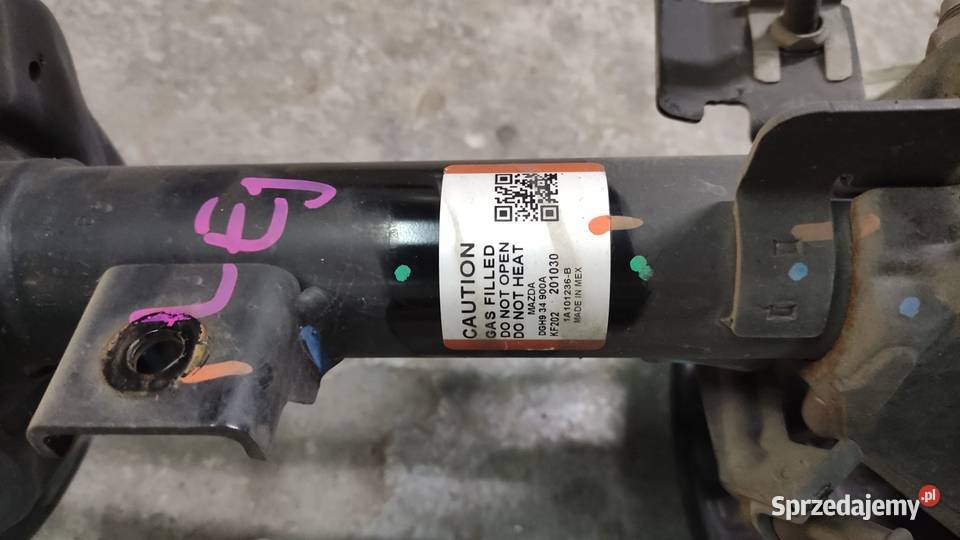 LEJ
CAUTION
GAS FILLED
DO NOT OPEN
DO NOT HEAT
MAZDA
DGH9 34 900A
KF202 201030
1A101236-B
MADE IN MEX
Sprzedajemy.pl